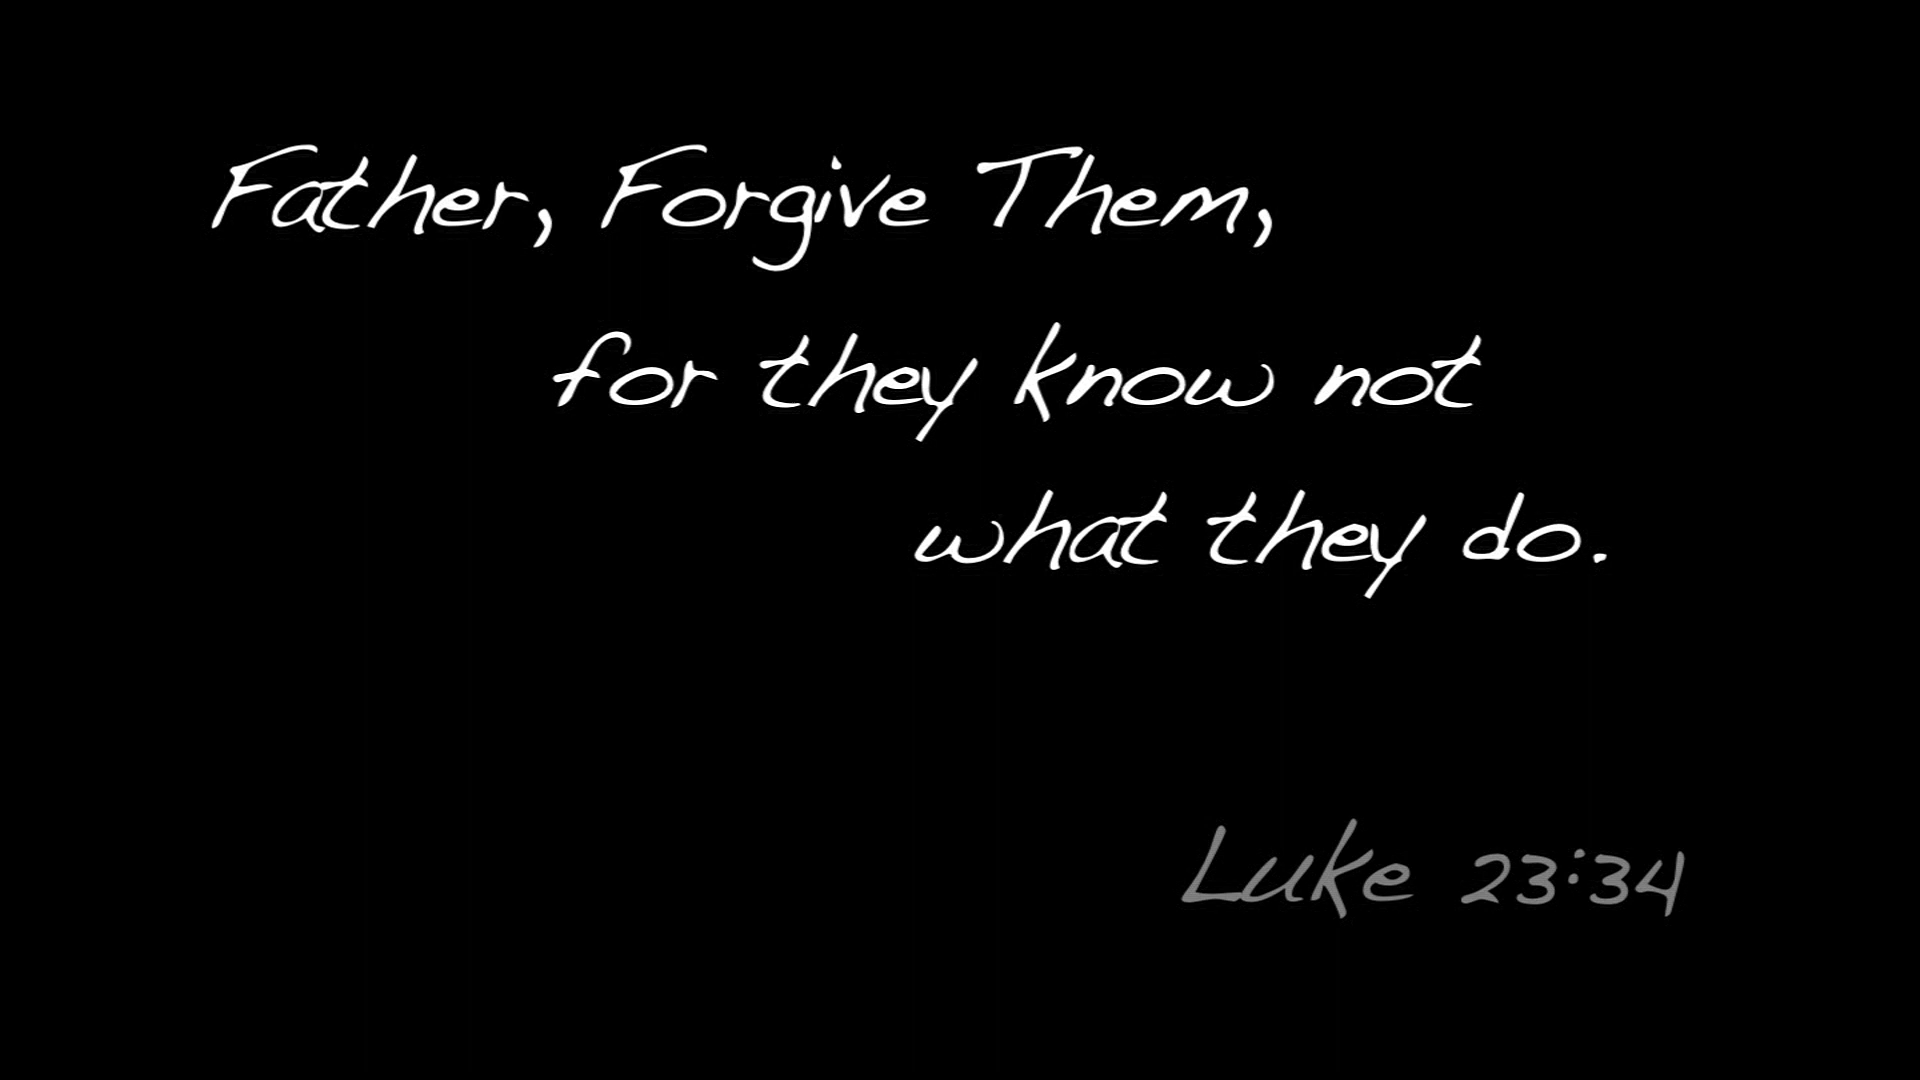 Father, Forgive Them,
for they know not
what they do.
Luke 23:34